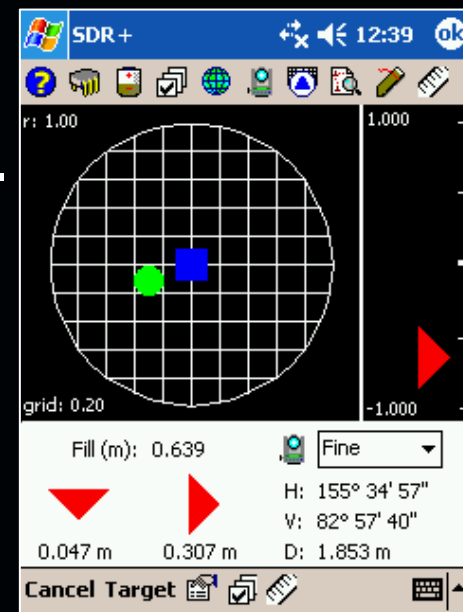 SDR+ 12:39 ok
r: 1.00
1.000
grid: 0.20
-1.000
Fill (m): 0.639
Fine
H: 155° 34' 57"
V: 82° 57' 40"
0.047 m 0.307 m D: 1.853 m
Cancel Target